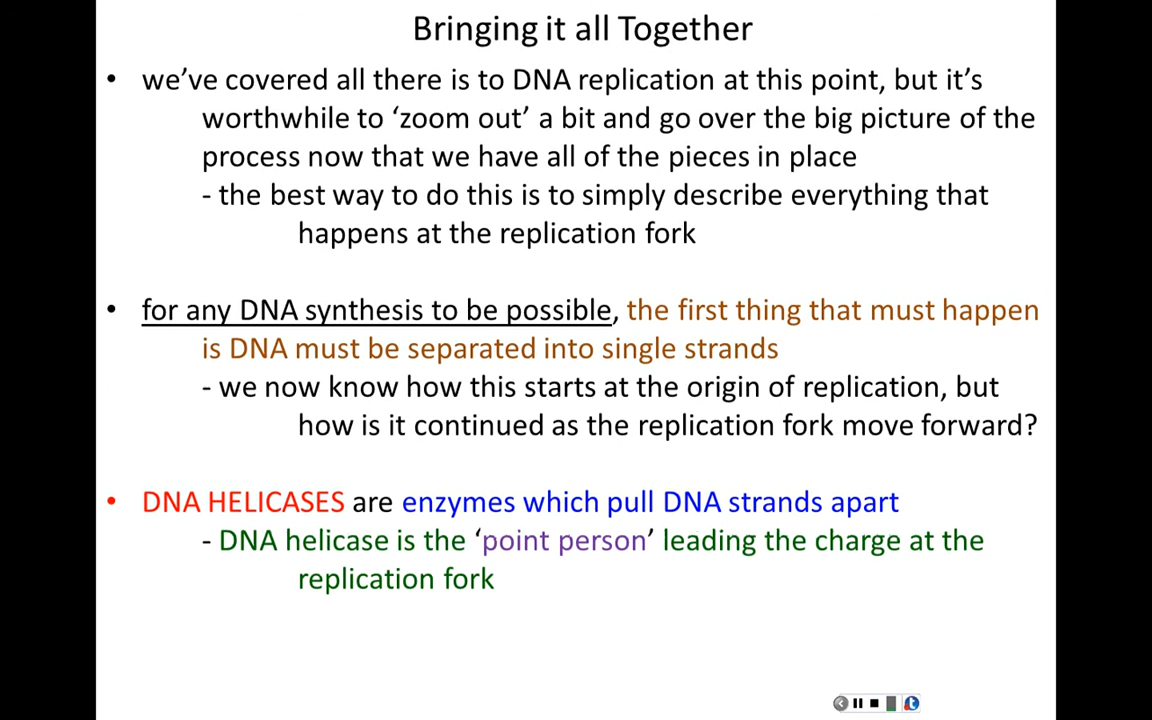 Bringing it all Together
• we've covered all there is to DNA replication at this point, but it's
worthwhile to ‘zoom out’ a bit and go over the big picture of the
process now that we have all of the pieces in place
- the best way to do this is to simply describe everything that
happens at the replication fork
• for any DNA synthesis to be possible, the first thing that must happen
is DNA must be separated into single strands
- we now know how this starts at the origin of replication, but
how is it continued as the replication fork move forward?
• DNA HELICASES are enzymes which pull DNA strands apart
- DNA helicase is the ‘point person’ leading the charge at the
replication fork